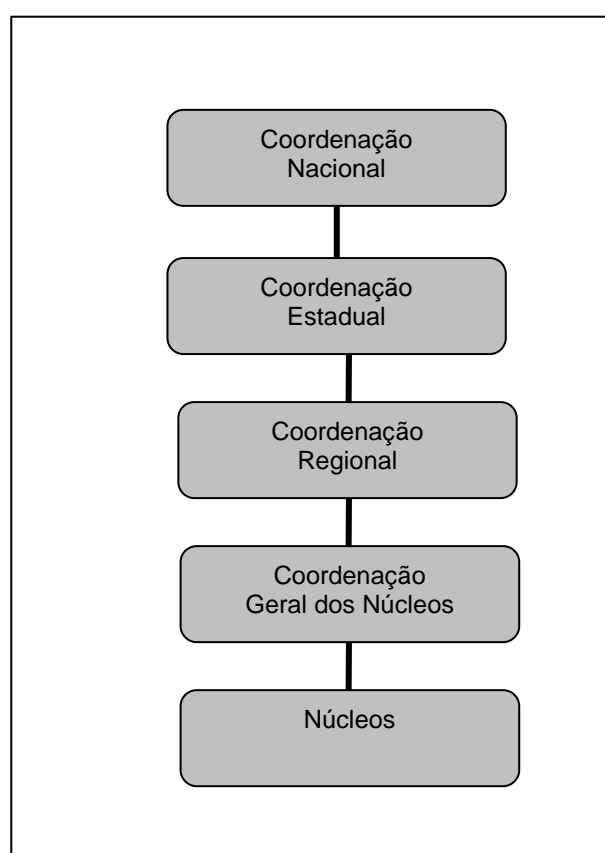 Coordenação
Nacional
Coordenação
Estadual
Coordenação
Regional
Coordenação
Geral dos Núcleos
Núcleos